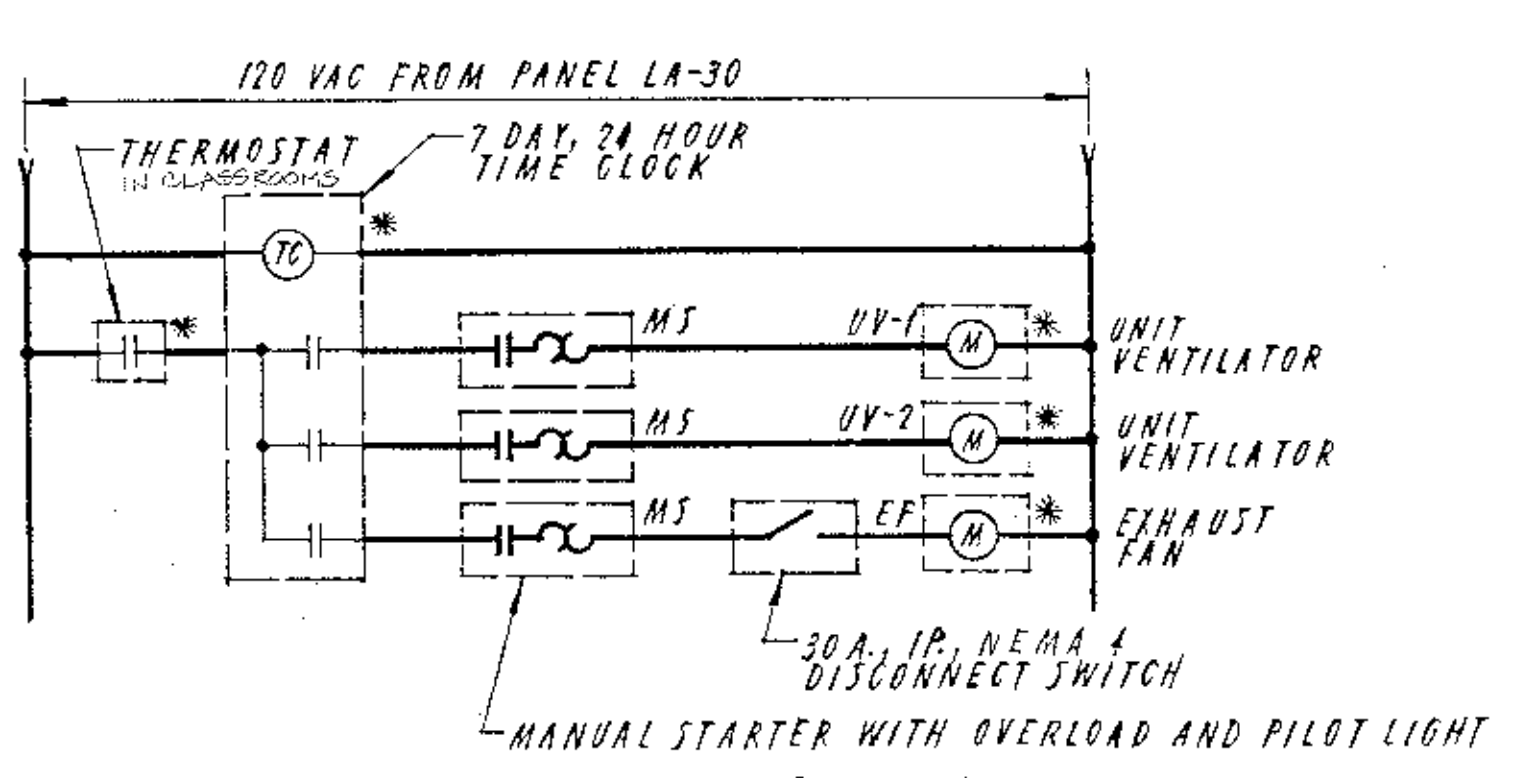 120 VAC FROM PANEL LA-30
THERMOSTAT
IN CLASSROOMS
7 DAY, 24 HOUR
TIME CLOCK
*
TC
*
MS
UV-1
M
*
UNIT
VENTILATOR
MS
UV-2
M
*
UNIT
VENTILATOR
MS
EF
M
*
EXHAUST
FAN
30 A., 1P., NEMA 4
DISCONNECT SWITCH
MANUAL STARTER WITH OVERLOAD AND PILOT LIGHT